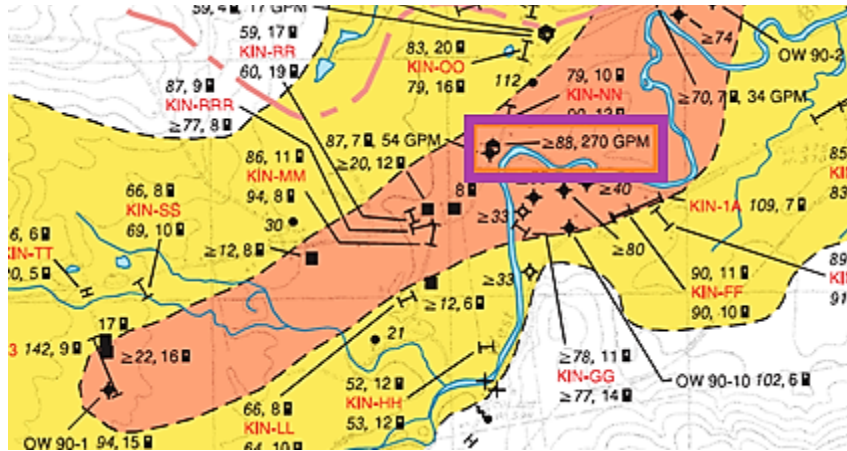 59, 4 17 GPM
59, 17
KIN-RR
60, 19
83, 20
KIN-OO
79, 16
112
≥74
OW 90-2
87, 9
KIN-RRR
≥77, 8
79, 10
KIN-NN
90, 13
≥70, 7, 34 GPM
87, 7, 54 GPM
≥20, 12
≥88, 270 GPM
86, 11
KIN-MM
94, 8
8
≥40
66, 8
KIN-SS
69, 10
30
≥12, 8
≥33
KIN-1A 109, 7
≥80
6, 6
KIN-TT
20, 5
≥33
90, 11
KIN-FF
90, 10
≥12, 6
21
17
3 142, 9
≥22, 16
≥78, 11
KIN-GG
≥77, 14
OW 90-10 102, 6
52, 12
KIN-HH
53, 12
66, 8
KIN-LL
64, 10
OW 90-1 94, 15